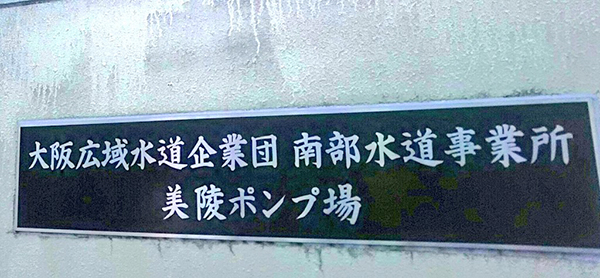 大阪広域水道企業団 南部水道事業所
美陵ポンプ場